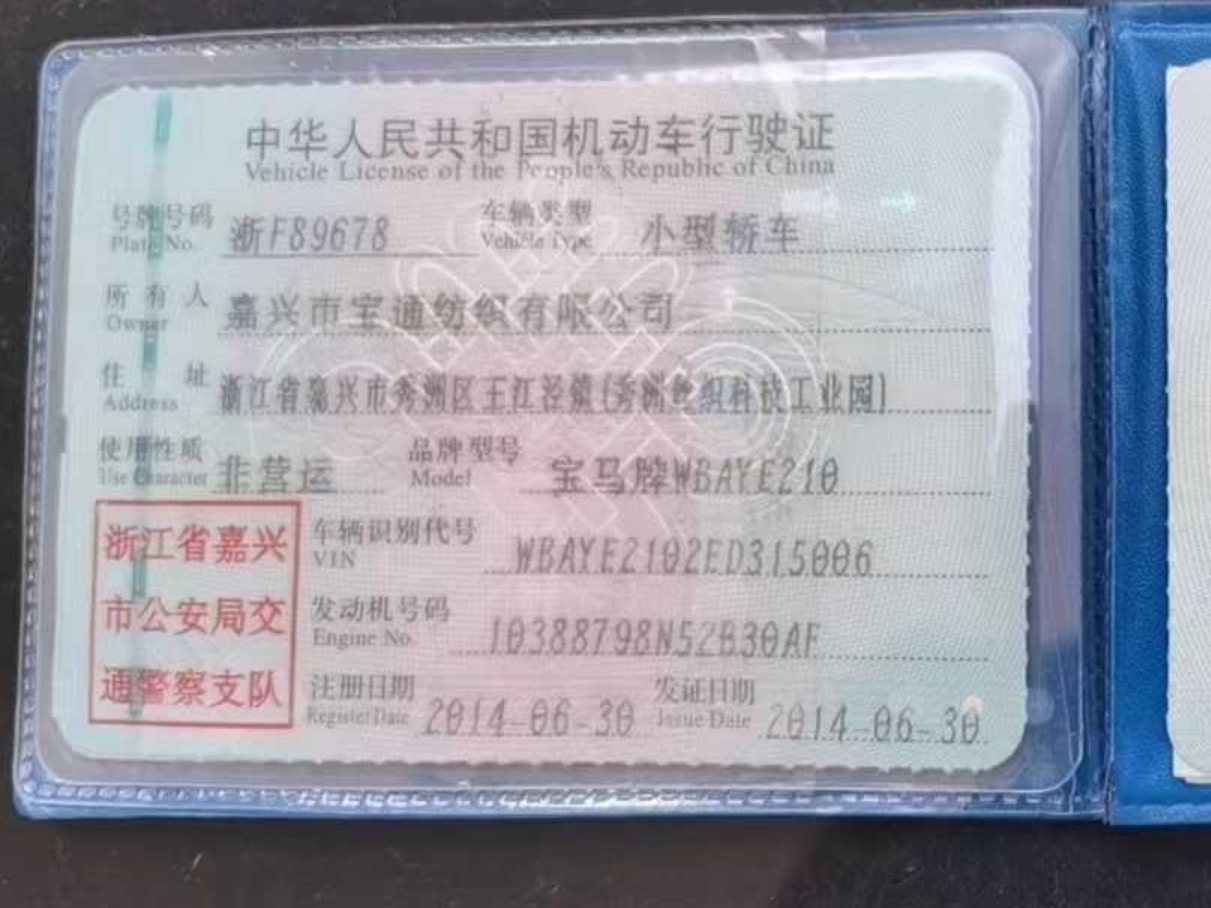 中华人民共和国机动车行驶证
Vehicle License of the People's Republic of China
号牌号码 浙F89678 车辆类型 小型轿车
Plate No. Vehicle Type
所有人 嘉兴市宝通纺织有限公司
Owner
住址 浙江省嘉兴市秀洲区王江泾镇(秀洲丝织科技工业园)
Address
使用性质 非营运 品牌型号 宝马牌WBAYE210
Use Character Model
浙江省嘉兴
市公安局交
通警察支队
车辆识别代号 WBAYE2102ED315006
VIN
发动机号码 10388798N52B30AF
Engine No.
注册日期 2014-06-30 发证日期 2014-06-30
Register Date Issue Date